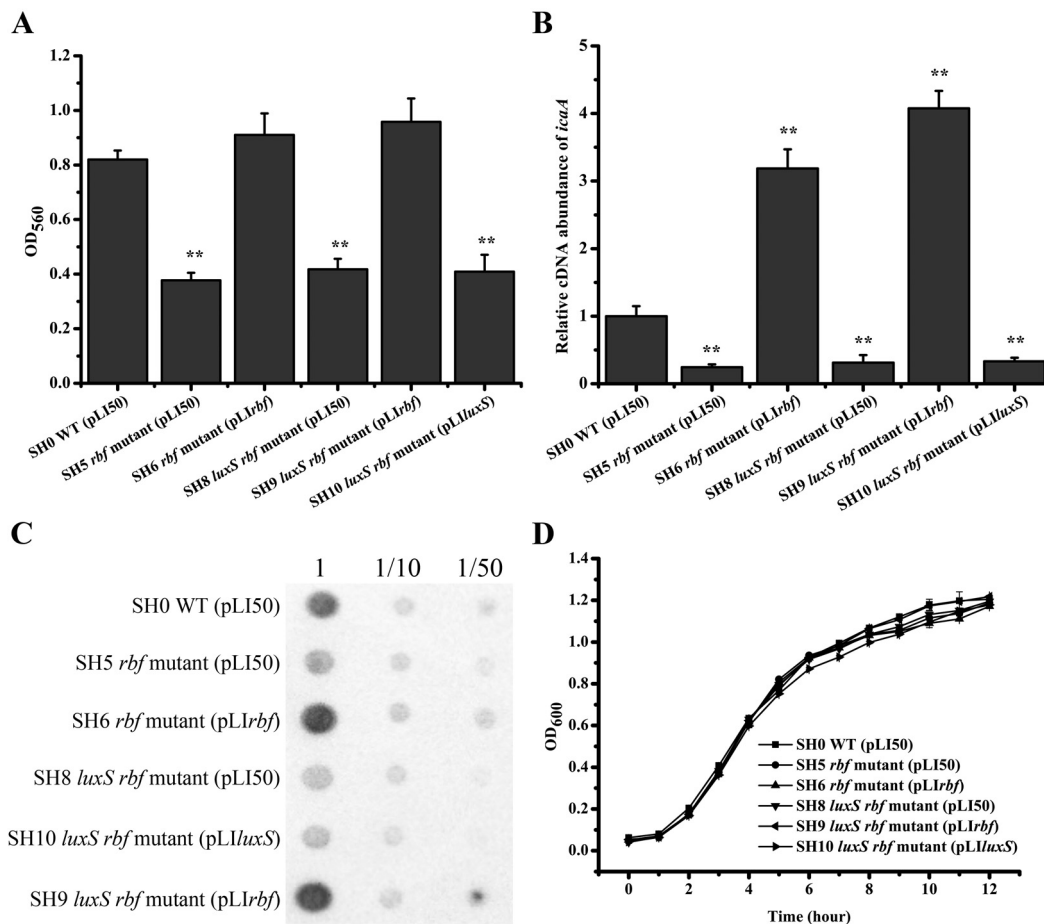 A
1.2
1.0
0.8
0.6
0.4
0.2
0.0
OD560
**
**
**
SH0 WT (pLI50)
SH5 rbf mutant (pLI50)
SH6 rbf mutant (pLIrbf)
SH8 luxS rbf mutant (pLI50)
SH9 luxS rbf mutant (pLIrbf)
SH10 luxS rbf mutant (pLIluxS)
B
5
4
3
2
1
0
Relative cDNA abundance of icaA
**
**
**
**
**
SH0 WT (pLI50)
SH5 rbf mutant (pLI50)
SH6 rbf mutant (pLIrbf)
SH8 luxS rbf mutant (pLI50)
SH9 luxS rbf mutant (pLIrbf)
SH10 luxS rbf mutant (pLIluxS)
C
1 1/10 1/50
SH0 WT (pLI50)
SH5 rbf mutant (pLI50)
SH6 rbf mutant (pLIrbf)
SH8 luxS rbf mutant (pLI50)
SH10 luxS rbf mutant (pLIluxS)
SH9 luxS rbf mutant (pLIrbf)
D
1.4
1.2
1.0
0.8
0.6
0.4
0.2
0.0
OD600
SH0 WT (pLI50)
SH5 rbf mutant (pLI50)
SH6 rbf mutant (pLIrbf)
SH8 luxS rbf mutant (pLI50)
SH9 luxS rbf mutant (pLIrbf)
SH10 luxS rbf mutant (pLIluxS)
0 2 4 6 8 10 12
Time (hour)